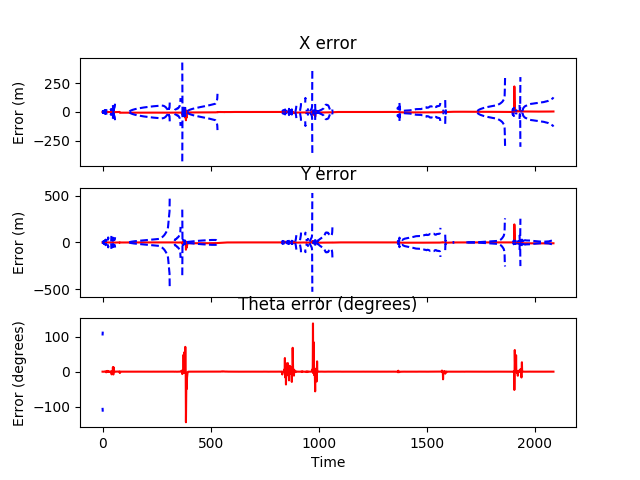 X error
250
0
−250
Error (m)
Y error
500
0
−500
Error (m)
Theta error (degrees)
100
0
−100
Error (degrees)
0 500 1000 1500 2000
Time